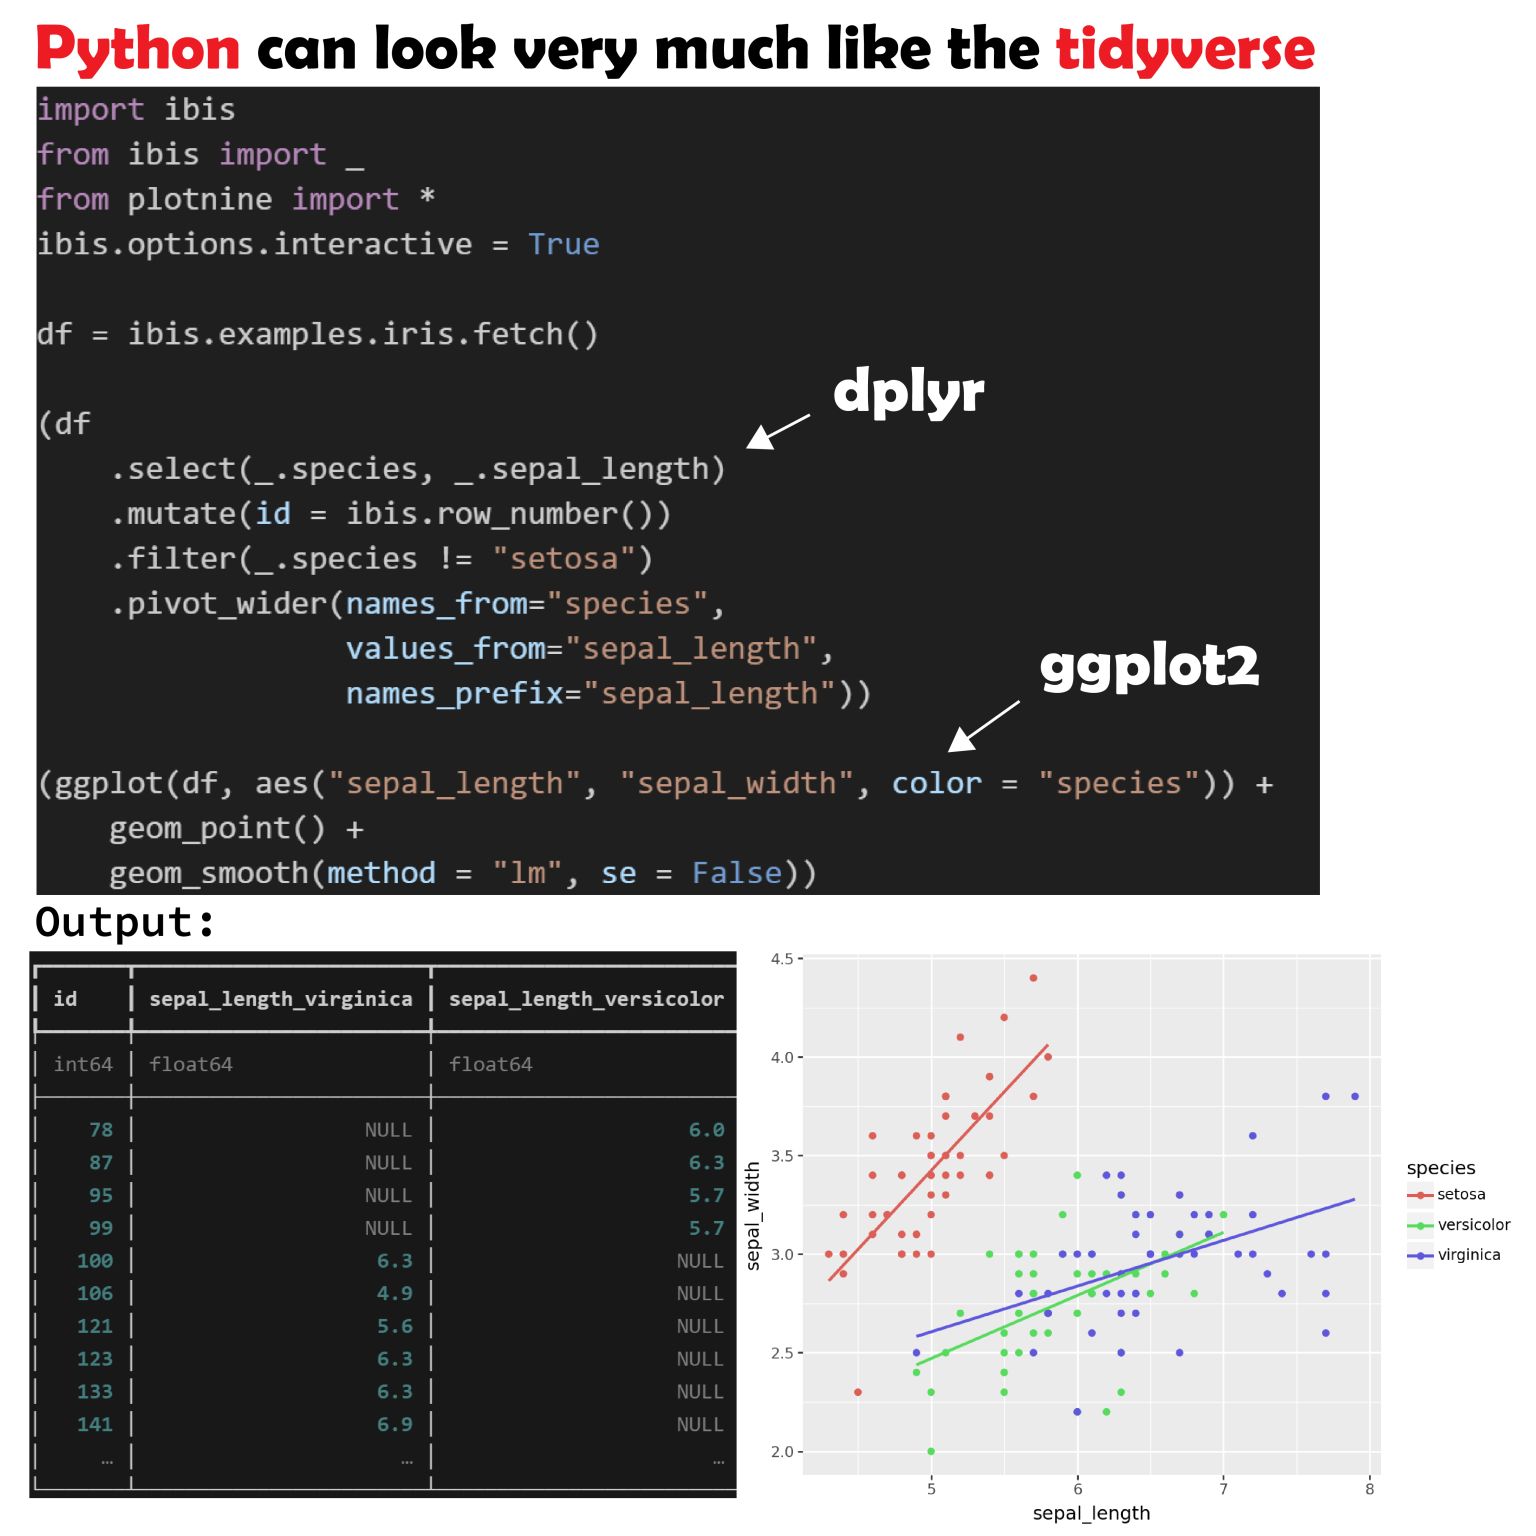 Python can look very much like the tidyverse
import ibis
from ibis import _
from plotnine import *
ibis.options.interactive = True
df = ibis.examples.iris.fetch()
dplyr
(df
.select(_.species, _.sepal_length)
.mutate(id = ibis.row_number())
.filter(_.species != "setosa")
.pivot_wider(names_from="species",
values_from="sepal_length",
names_prefix="sepal_length"))
ggplot2
(ggplot(df, aes("sepal_length", "sepal_width", color = "species")) +
geom_point() +
geom_smooth(method = "lm", se = False))
Output:
id sepal_length_virginica sepal_length_versicolor
int64 float64 float64
78 NULL 6.0
87 NULL 6.3
95 NULL 5.7
99 NULL 5.7
100 6.3 NULL
106 4.9 NULL
121 5.6 NULL
123 6.3 NULL
133 6.3 NULL
141 6.9 NULL
… … …
4.5
4.0
3.5
3.0
2.5
2.0
sepal_width
5 6 7 8
sepal_length
species
setosa
versicolor
virginica